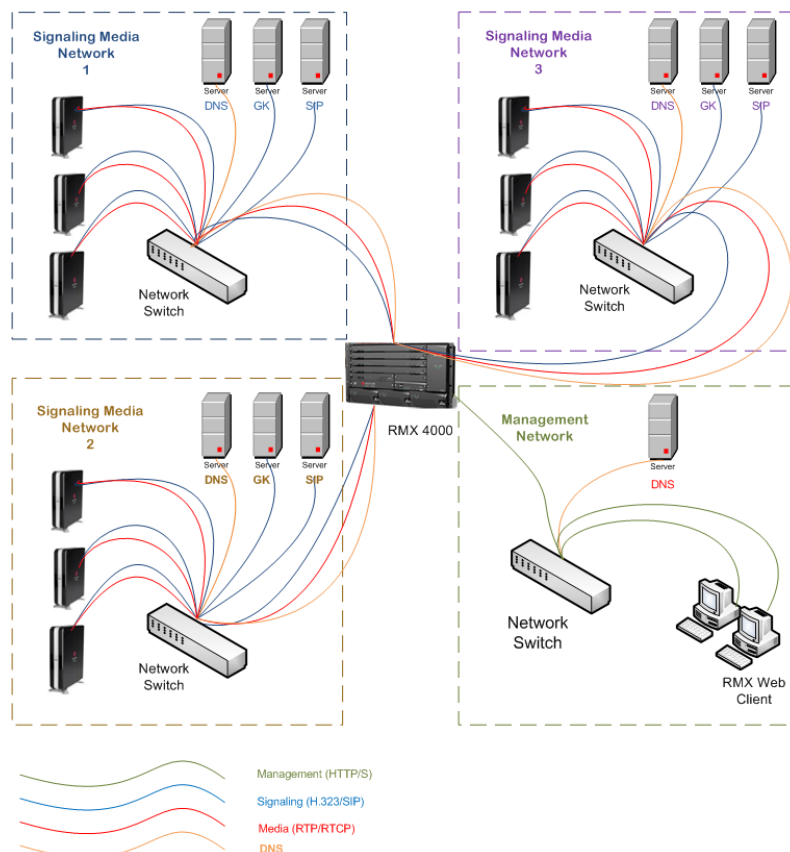 Signaling Media
Network
1
Server
DNS
Server
GK
Server
SIP
Network
Switch
Signaling Media
Network
3
Server
DNS
Server
GK
Server
SIP
Network
Switch
RMX 4000
Signaling Media
Network
2
Server
DNS
Server
GK
Server
SIP
Network
Switch
Management
Network
Server
DNS
Network
Switch
RMX Web
Client
Management (HTTP/S)
Signaling (H.323/SIP)
Media (RTP/RTCP)
DNS